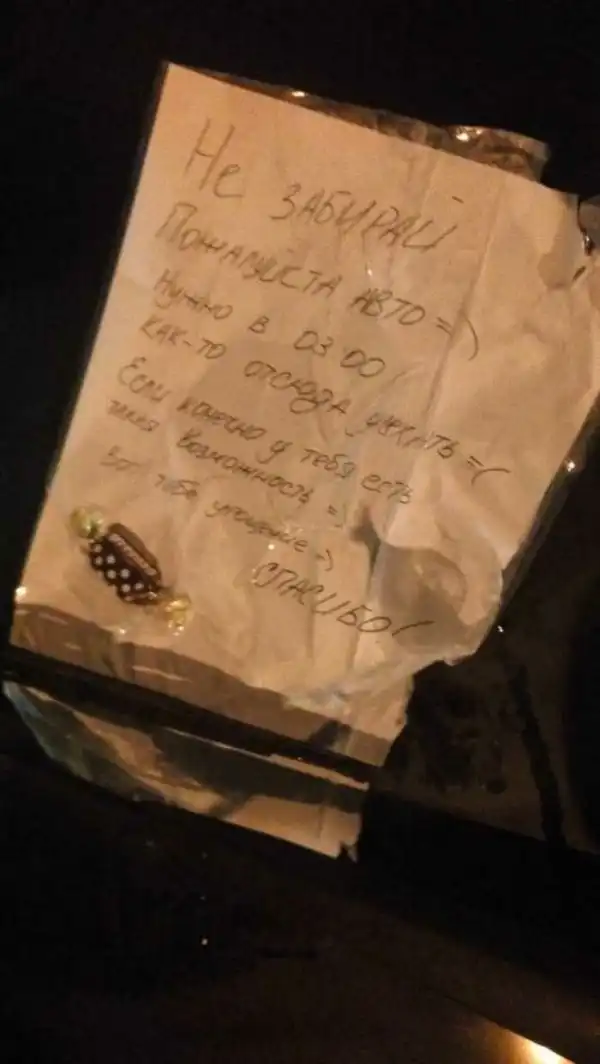 Не ЗАБИРАЙ
ПОЖАЛУЙСТА АВТО =)
Нужно в 03 00
КАК-ТО ОТСЮДА УЕХАТЬ =(
Если конечно у тебя есть
такая возможность =)
Вот тебе угощение =)
СПАСИБО!